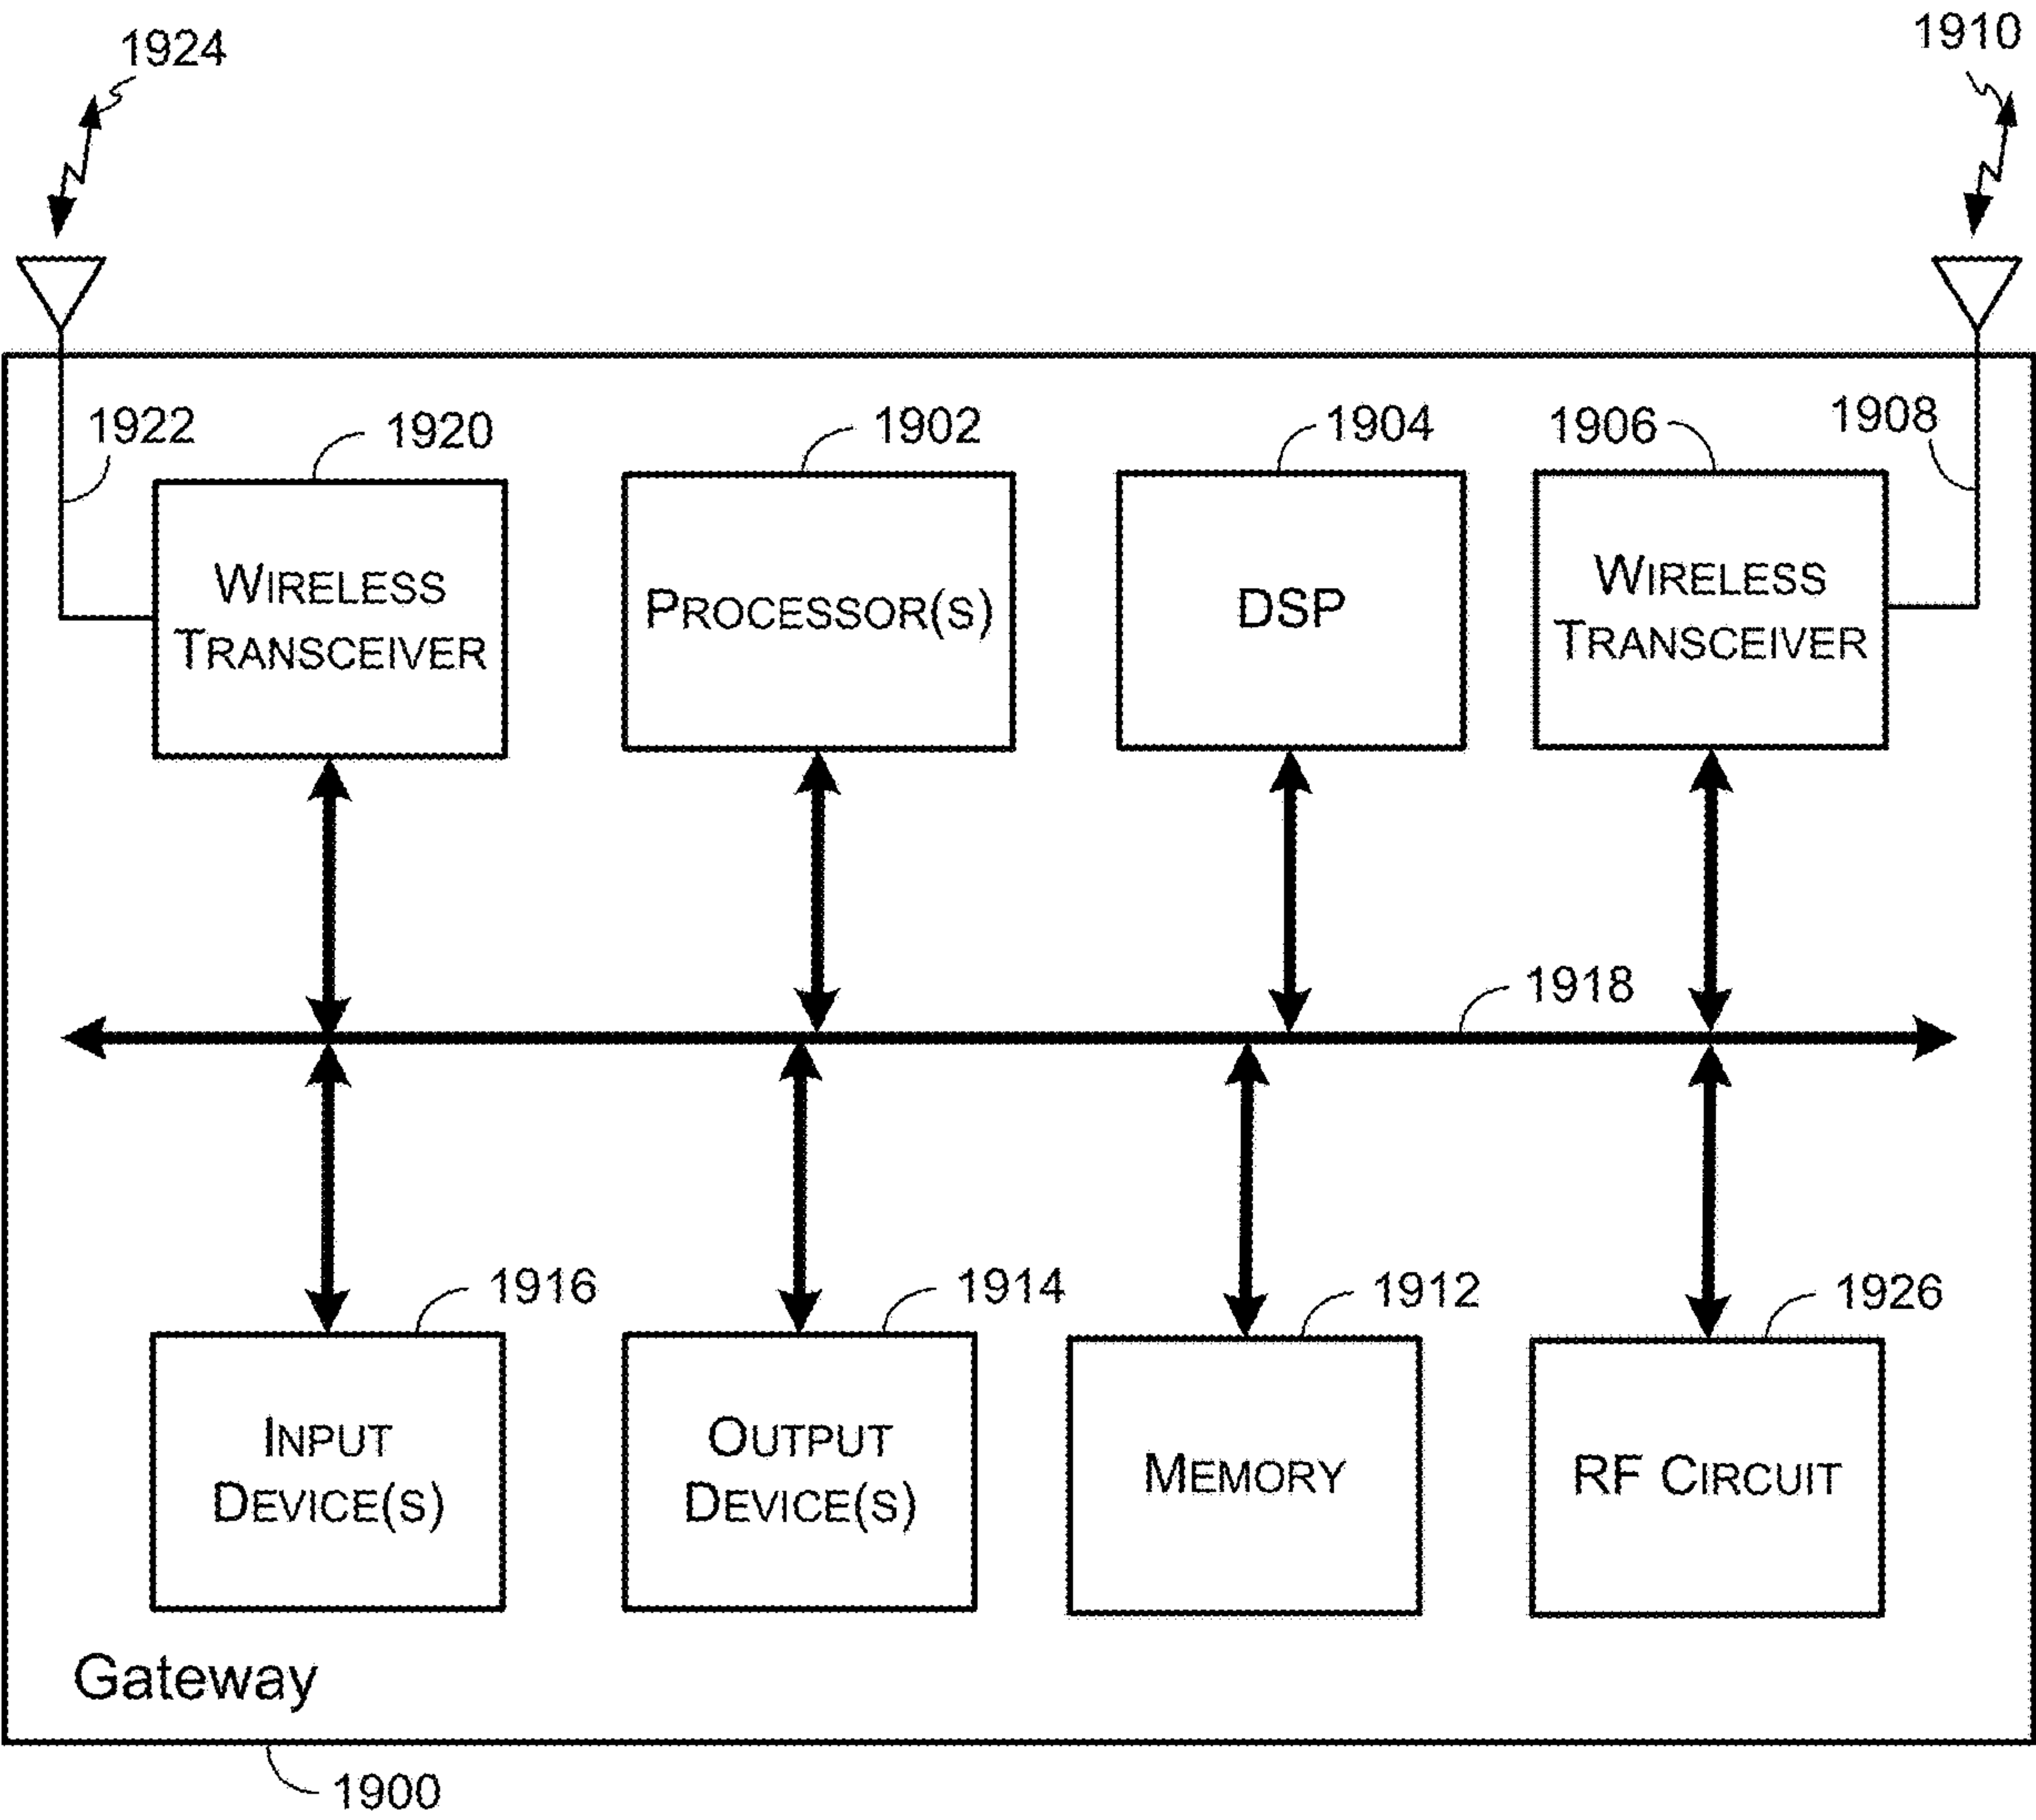 1924
1910
1922
1920
1902
1904
1906
1908
WIRELESS
TRANSCEIVER
PROCESSOR(S)
DSP
WIRELESS
TRANSCEIVER
1918
1916
1914
1912
1926
INPUT
DEVICE(S)
OUTPUT
DEVICE(S)
MEMORY
RF CIRCUIT
Gateway
1900